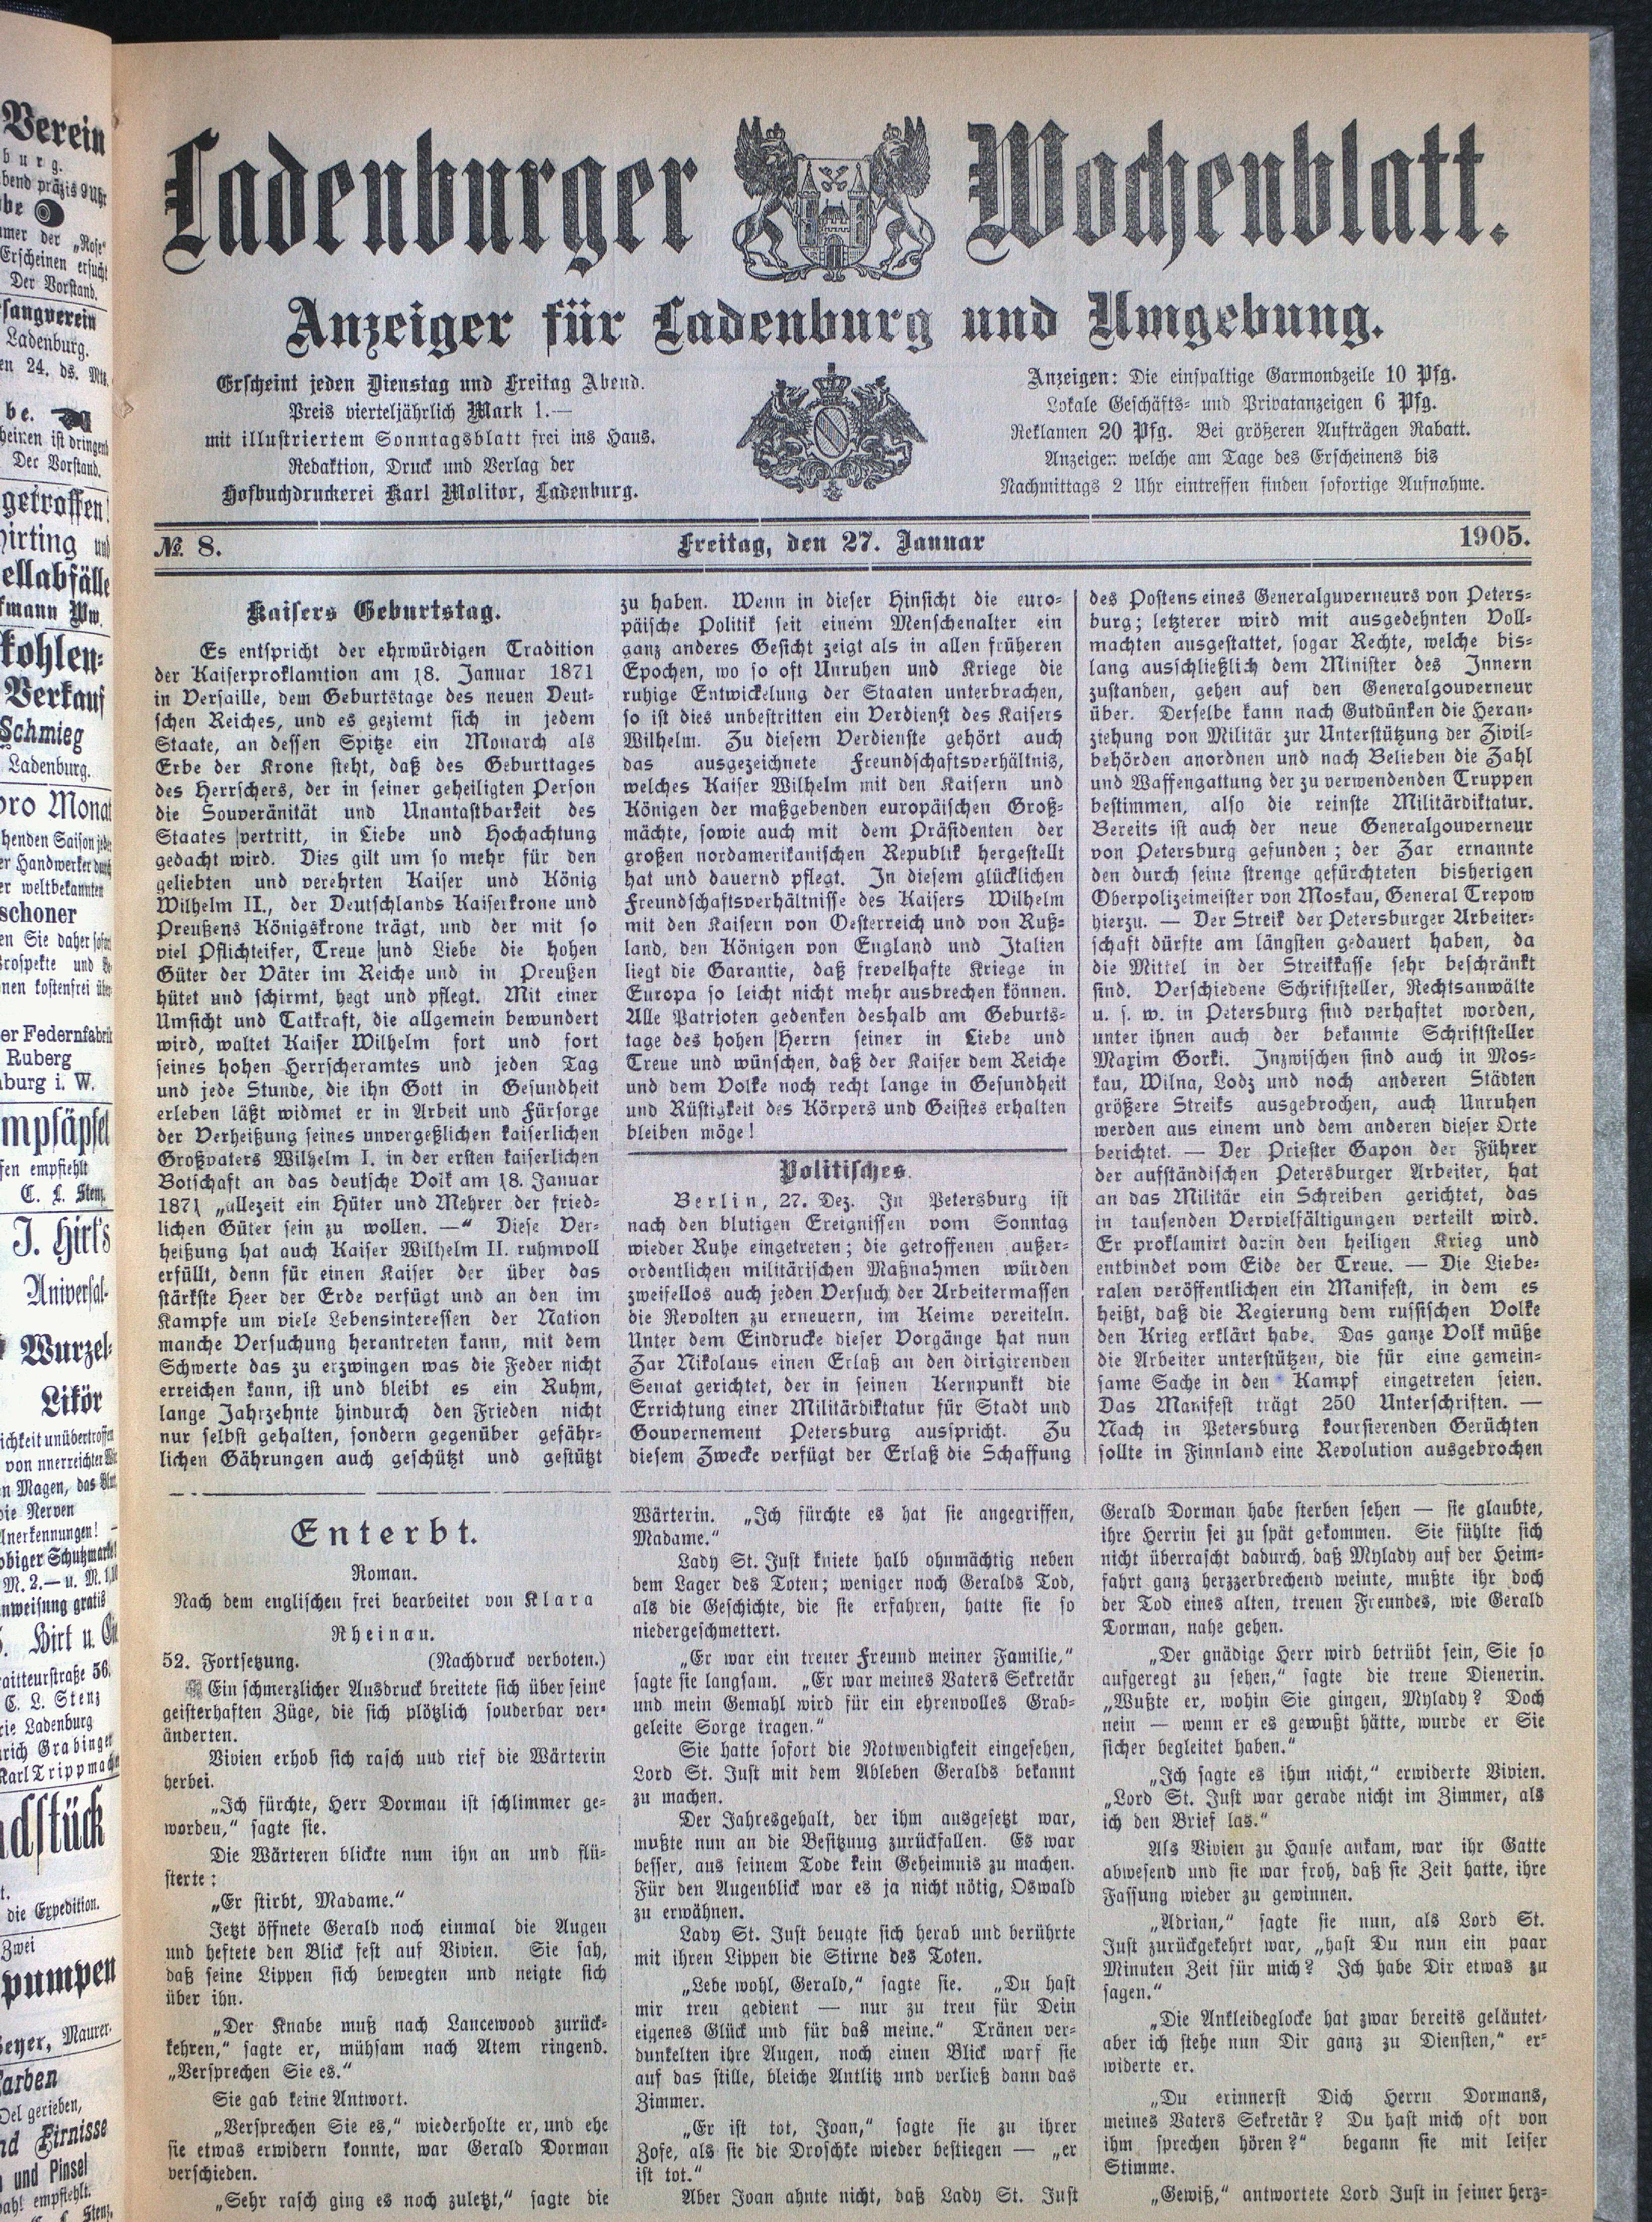 Verein
burg.
bend präzis 9 Uhr
Der Vorstand.
Ladenburg.
en 24. ds. Mts.
Der Vorstand.
getroffen!
kohlen-
Verkauf
Schmieg
Ladenburg.
pro Monat
Ruberg
C. L. Stenz
J. Hirt's
Wurzel-
Likör
die Expedition.
Zwei
pumpen
Ladenburger Wochenblatt.
Anzeiger für Ladenburg und Umgebung.
Erscheint jeden Dienstag und Freitag Abend.
Preis vierteljährlich Mark 1.—
mit illustriertem Sonntagsblatt frei ins Haus.
Redaktion, Druck und Verlag der
Hofbuchdruckerei Karl Molitor, Ladenburg.
Anzeigen: Die einspaltige Garmondzeile 10 Pfg.
Lokale Geschäfts- und Privatanzeigen 6 Pfg.
Reklamen 20 Pfg. Bei größeren Aufträgen Rabatt.
Anzeigen welche am Tage des Erscheinens bis
Nachmittags 2 Uhr eintreffen finden sofortige Aufnahme.
№ 8. Freitag, den 27. Januar 1905.
Kaisers Geburtstag.
Es entspricht der ehrwürdigen Tradition
der Kaiserproklamtion am 18. Januar 1871
in Versaille, dem Geburtstage des neuen Deut-
schen Reiches, und es geziemt sich in jedem
Staate, an dessen Spitze ein Monarch als
Erbe der Krone steht, daß des Geburttages
des Herrschers, der in seiner geheiligten Person
die Souveränität und Unantastbarkeit des
Staates vertritt, in Liebe und Hochachtung
gedacht wird. Dies gilt um so mehr für den
geliebten und verehrten Kaiser und König
Wilhelm II., der Deutschlands Kaiserkrone und
Preußens Königskrone trägt, und der mit so
viel Pflichteifer, Treue und Liebe die hohen
Güter der Väter im Reiche und in Preußen
hütet und schirmt, hegt und pflegt. Mit einer
Umsicht und Tatkraft, die allgemein bewundert
wird, waltet Kaiser Wilhelm fort und fort
seines hohen Herrscheramtes und jeden Tag
und jede Stunde, die ihn Gott in Gesundheit
erleben läßt widmet er in Arbeit und Fürsorge
der Verheißung seines unvergeßlichen kaiserlichen
Großvaters Wilhelm I. in der ersten kaiserlichen
Botschaft an das deutsche Volk am 18. Januar
1871 „allezeit ein Hüter und Mehrer der fried-
lichen Güter sein zu wollen. —“ Diese Ver-
heißung hat auch Kaiser Wilhelm II. ruhmvoll
erfüllt, denn für einen Kaiser der über das
stärkste Heer der Erde verfügt und an den im
Kampfe um viele Lebensinteressen der Nation
manche Versuchung herantreten kann, mit dem
Schwerte das zu erzwingen was die Feder nicht
erreichen kann, ist und bleibt es ein Ruhm,
lange Jahrzehnte hindurch den Frieden nicht
nur selbst gehalten, sondern gegenüber gefähr-
lichen Gährungen auch geschützt und gestützt
zu haben. Wenn in dieser Hinsicht die euro-
päische Politik seit einem Menschenalter ein
ganz anderes Gesicht zeigt als in allen früheren
Epochen, wo so oft Unruhen und Kriege die
ruhige Entwickelung der Staaten unterbrachen,
so ist dies unbestritten ein Verdienst des Kaisers
Wilhelm. Zu diesem Verdienste gehört auch
das ausgezeichnete Freundschaftsverhältnis,
welches Kaiser Wilhelm mit den Kaisern und
Königen der maßgebenden europäischen Groß-
mächte, sowie auch mit dem Präsidenten der
großen nordamerikanischen Republik hergestellt
hat und dauernd pflegt. In diesem glücklichen
Freundschaftsverhältnisse des Kaisers Wilhelm
mit den Kaisern von Oesterreich und von Ruß-
land, den Königen von England und Italien
liegt die Garantie, daß frevelhafte Kriege in
Europa so leicht nicht mehr ausbrechen können.
Alle Patrioten gedenken deshalb am Geburts-
tage des hohen Herrn seiner in Liebe und
Treue und wünschen, daß der Kaiser dem Reiche
und dem Volke noch recht lange in Gesundheit
und Rüstigkeit des Körpers und Geistes erhalten
bleiben möge!
Politisches.
Berlin, 27. Dez. In Petersburg ist
nach den blutigen Ereignissen vom Sonntag
wieder Ruhe eingetreten; die getroffenen außer-
ordentlichen militärischen Maßnahmen würden
zweifellos auch jeden Versuch der Arbeitermassen
die Revolten zu erneuern, im Keime vereiteln.
Unter dem Eindrucke dieser Vorgänge hat nun
Zar Nikolaus einen Erlaß an den dirigirenden
Senat gerichtet, der in seinen Kernpunkt die
Errichtung einer Militärdiktatur für Stadt und
Gouvernement Petersburg ausspricht. Zu
diesem Zwecke verfügt der Erlaß die Schaffung
des Postens eines Generalguverneurs von Peters-
burg; letzterer wird mit ausgedehnten Voll-
machten ausgestattet, sogar Rechte, welche bis-
lang ausschließlich dem Minister des Innern
zustanden, gehen auf den Generalgouverneur
über. Derselbe kann nach Gutdünken die Heran-
ziehung von Militär zur Unterstützung der Zivil-
behörden anordnen und nach Belieben die Zahl
und Waffengattung der zu verwendenden Truppen
bestimmen, also die reinste Militärdiktatur.
Bereits ist auch der neue Generalgouverneur
von Petersburg gefunden; der Zar ernannte
den durch seine strenge gefürchteten bisherigen
Oberpolizeimeister von Moskau, General Trepow
hierzu. — Der Streik der Petersburger Arbeiter-
schaft dürfte am längsten gedauert haben, da
die Mittel in der Streikkasse sehr beschränkt
sind. Verschiedene Schriftsteller, Rechtsanwälte
u. s. w. in Petersburg sind verhaftet worden,
unter ihnen auch der bekannte Schriftsteller
Maxim Gorki. Inzwischen sind auch in Mos-
kau, Wilna, Lodz und noch anderen Städten
größere Streiks ausgebrochen, auch Unruhen
werden aus einem und dem anderen dieser Orte
berichtet. — Der Priester Gapon der Führer
der aufständischen Petersburger Arbeiter, hat
an das Militär ein Schreiben gerichtet, das
in tausenden Vervielfältigungen verteilt wird.
Er proklamirt darin den heiligen Krieg und
entbindet vom Eide der Treue. — Die Liebe-
ralen veröffentlichen ein Manifest, in dem es
heißt, daß die Regierung dem russischen Volke
den Krieg erklärt habe. Das ganze Volk müße
die Arbeiter unterstützen, die für eine gemein-
same Sache in den Kampf eingetreten seien.
Das Manifest trägt 250 Unterschriften. —
Nach in Petersburg koursierenden Gerüchten
sollte in Finnland eine Revolution ausgebrochen
Enterbt.
Roman.
Nach dem englischen frei bearbeitet von Klara
Rheinau.
52. Fortsetzung. (Nachdruck verboten.)
Ein schmerzlicher Ausdruck breitete sich über seine
geisterhaften Züge, die sich plötzlich souderbar ver-
änderten.
Vivien erhob sich rasch uud rief die Wärterin
herbei.
„Ich fürchte, Herr Dormau ist schlimmer ge-
worden,“ sagte sie.
Die Wärteren blickte nun ihn an und flü-
sterte:
„Er stirbt, Madame.“
Jetzt öffnete Gerald noch einmal die Augen
und heftete den Blick fest auf Vivien. Sie sah,
daß seine Lippen sich bewegten und neigte sich
über ihn.
„Der Knabe muß nach Lancewood zurück-
kehren,“ sagte er, mühsam nach Atem ringend.
„Versprechen Sie es.“
Sie gab keine Antwort.
„Versprechen Sie es,“ wiederholte er, und ehe
sie etwas erwidern konnte, war Gerald Dorman
verschieden.
„Sehr rasch ging es noch zuletzt,“ sagte die
Wärterin. „Ich fürchte es hat sie angegriffen,
Madame.“
Lady St. Just kniete halb ohnmächtig neben
dem Lager des Toten; weniger noch Geralds Tod,
als die Geschichte, die sie erfahren, hatte sie so
niedergeschmettert.
„Er war ein treuer Freund meiner Familie,“
sagte sie langsam. „Er war meines Vaters Sekretär
und mein Gemahl wird für ein ehrenvolles Grab-
geleite Sorge tragen.“
Sie hatte sofort die Notwendigkeit eingesehen,
Lord St. Just mit dem Ableben Geralds bekannt
zu machen.
Der Jahresgehalt, der ihm ausgesetzt war,
mußte nun an die Besitzung zurückfallen. Es war
besser, aus seinem Tode kein Geheimnis zu machen.
Für den Augenblick war es ja nicht nötig, Oswald
zu erwähnen.
Lady St. Just beugte sich herab und berührte
mit ihren Lippen die Stirne des Toten.
„Lebe wohl, Gerald,“ sagte sie. „Du hast
mir treu gedient — nur zu treu für Dein
eigenes Glück und für das meine.“ Tränen ver-
dunkelten ihre Augen, noch einen Blick warf sie
auf das stille, bleiche Antlitz und verließ dann das
Zimmer.
„Er ist tot, Joan,“ sagte sie zu ihrer
Zofe, als sie die Droschke wieder bestiegen — „er
ist tot.“
Aber Joan ahnte nicht, daß Lady St. Just
Gerald Dorman habe sterben sehen — sie glaubte,
ihre Herrin sei zu spät gekommen. Sie fühlte sich
nicht überrascht dadurch, daß Mylady auf der Heim-
fahrt ganz herzzerbrechend weinte, mußte ihr doch
der Tod eines alten, treuen Freundes, wie Gerald
Dorman, nahe gehen.
„Der gnädige Herr wird betrübt sein, Sie so
aufgeregt zu sehen,“ sagte die treue Dienerin.
„Wußte er, wohin Sie gingen, Mylady? Doch
nein — wenn er es gewußt hätte, wurde er Sie
sicher begleitet haben.“
„Ich sagte es ihm nicht,“ erwiderte Vivien.
„Lord St. Just war gerade nicht im Zimmer, als
ich den Brief las.“
Als Vivien zu Hause ankam, war ihr Gatte
abwesend und sie war froh, daß sie Zeit hatte, ihre
Fassung wieder zu gewinnen.
„Adrian,“ sagte sie nun, als Lord St.
Just zurückgekehrt war, „hast Du nun ein paar
Minuten Zeit für mich? Ich habe Dir etwas zu
sagen.“
„Die Ankleideglocke hat zwar bereits geläutet,
aber ich stehe nun Dir ganz zu Diensten,“ er-
widerte er.
„Du erinnerst Dich Herrn Dormans,
meines Vaters Sekretär? Du hast mich oft von
ihm sprechen hören?“ begann sie mit leiser
Stimme.
„Gewiß,“ antwortete Lord Just in seiner herz-